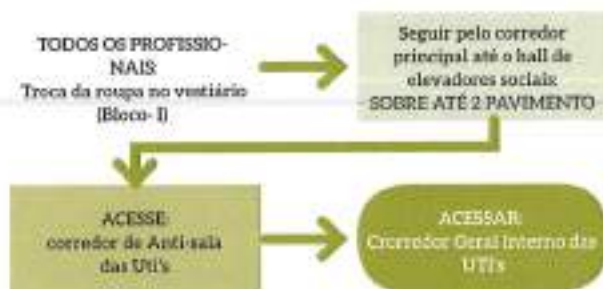 TODOS OS PROFISSIO-
NAIS:
Troca da roupa no vestiário
(Bloco- I)
Seguir pelo corredor
principal até o hall de
elevadores sociais:
- SOBRE ATÉ 2 PAVIMENTO -
ACESSE:
corredor de Anti-sala
das Uti's
ACESSAR:
Crorredor Geral Interno das
UTI's